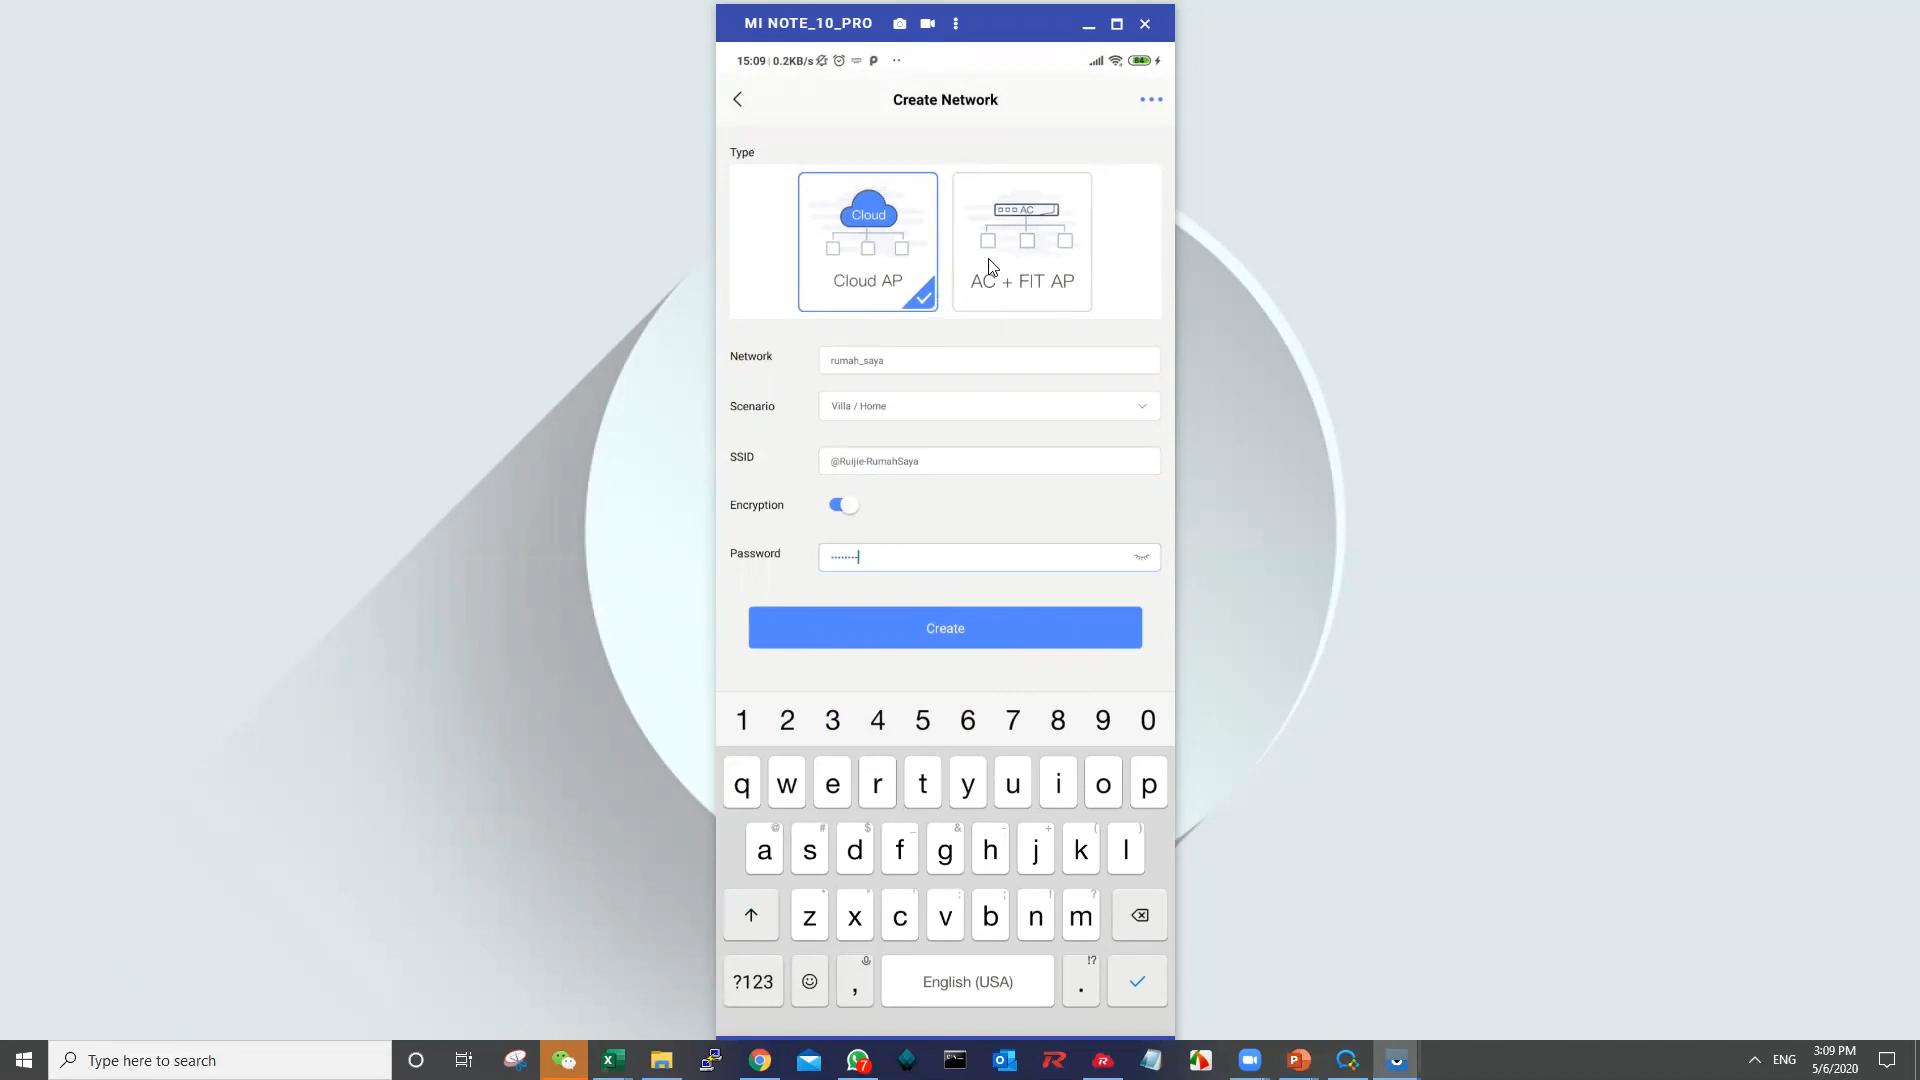 MI NOTE_10_PRO
15:09 0.2KB/s 84
Create Network
Type
Cloud
Cloud AP
AC
AC + FIT AP
Network rumah_saya
Scenario Villa / Home
SSID @Ruijie-RumahSaya
Encryption
Password ········
Create
1 2 3 4 5 6 7 8 9 0
q w e r t y u i o p
@ # $ _ & - + ( )
a s d f g h j k l
* " ' : ; ! ?
z x c v b n m
!?
?123 , English (USA) .
Type here to search
7
ENG
3:09 PM
5/6/2020